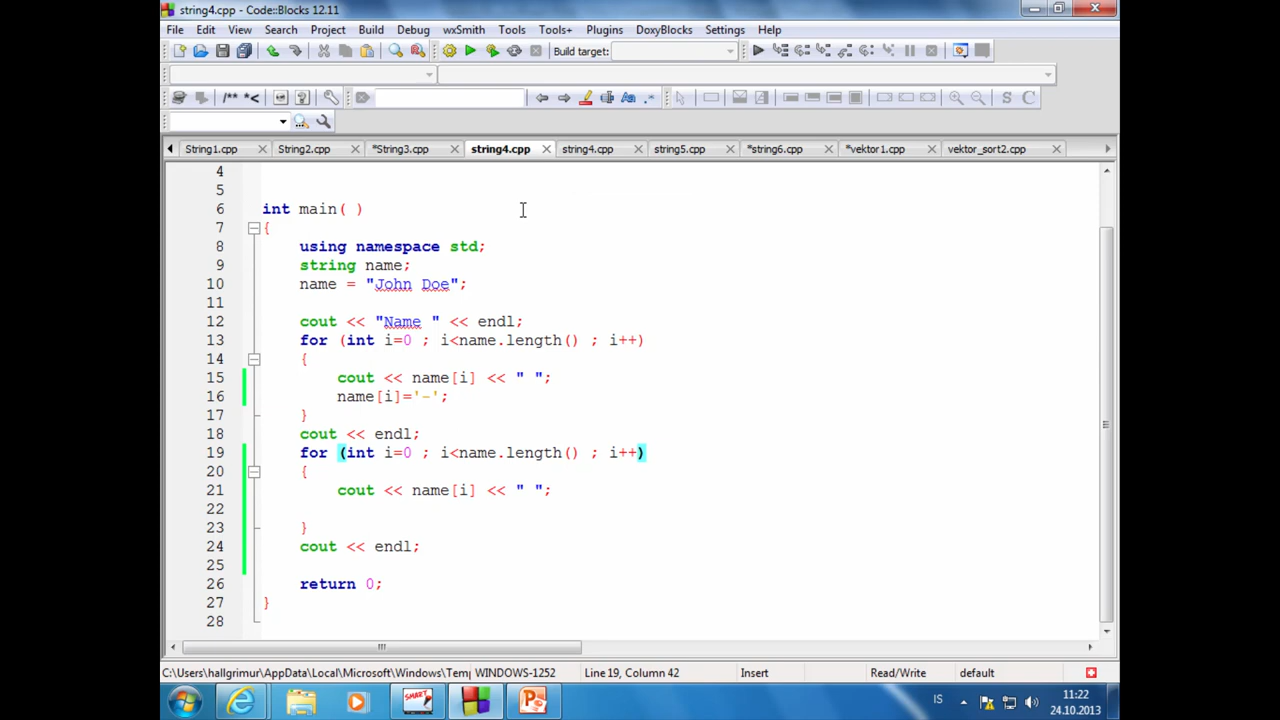 string4.cpp - Code::Blocks 12.11
File Edit View Search Project Build Debug wxSmith Tools Tools+ Plugins DoxyBlocks Settings Help
Build target:
/** *<
Aa .*
S C
String1.cpp String2.cpp *String3.cpp string4.cpp string4.cpp string5.cpp *string6.cpp *vektor1.cpp vektor_sort2.cpp
4
5
6 int main( )
7 {
8 using namespace std;
9 string name;
10 name = "John Doe";
11
12 cout << "Name " << endl;
13 for (int i=0 ; i<name.length() ; i++)
14 {
15 cout << name[i] << " ";
16 name[i]='-';
17 }
18 cout << endl;
19 for (int i=0 ; i<name.length() ; i++)
20 {
21 cout << name[i] << " ";
22
23 }
24 cout << endl;
25
26 return 0;
27 }
28
C:\Users\hallgrimur\AppData\Local\Microsoft\Windows\Tem WINDOWS-1252 Line 19, Column 42 Insert Read/Write default
SMART IS 11:22
24.10.2013